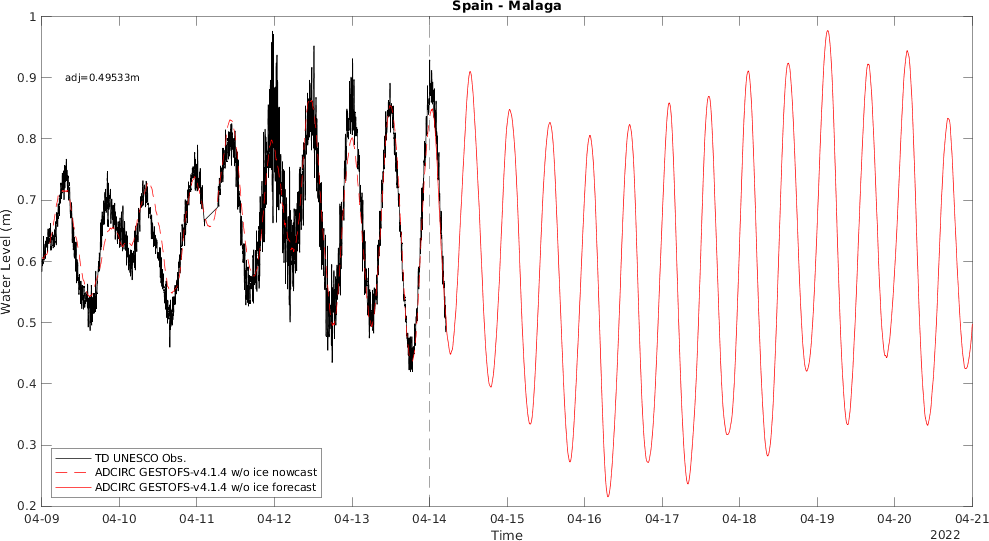 Spain - Malaga
1
0.9
0.8
0.7
0.6
0.5
0.4
0.3
0.2
Water Level (m)
adj=0.49533m
TD UNESCO Obs.
ADCIRC GESTOFS-v4.1.4 w/o ice nowcast
ADCIRC GESTOFS-v4.1.4 w/o ice forecast
04-09 04-10 04-11 04-12 04-13 04-14 04-15 04-16 04-17 04-18 04-19 04-20 04-21
Time
2022